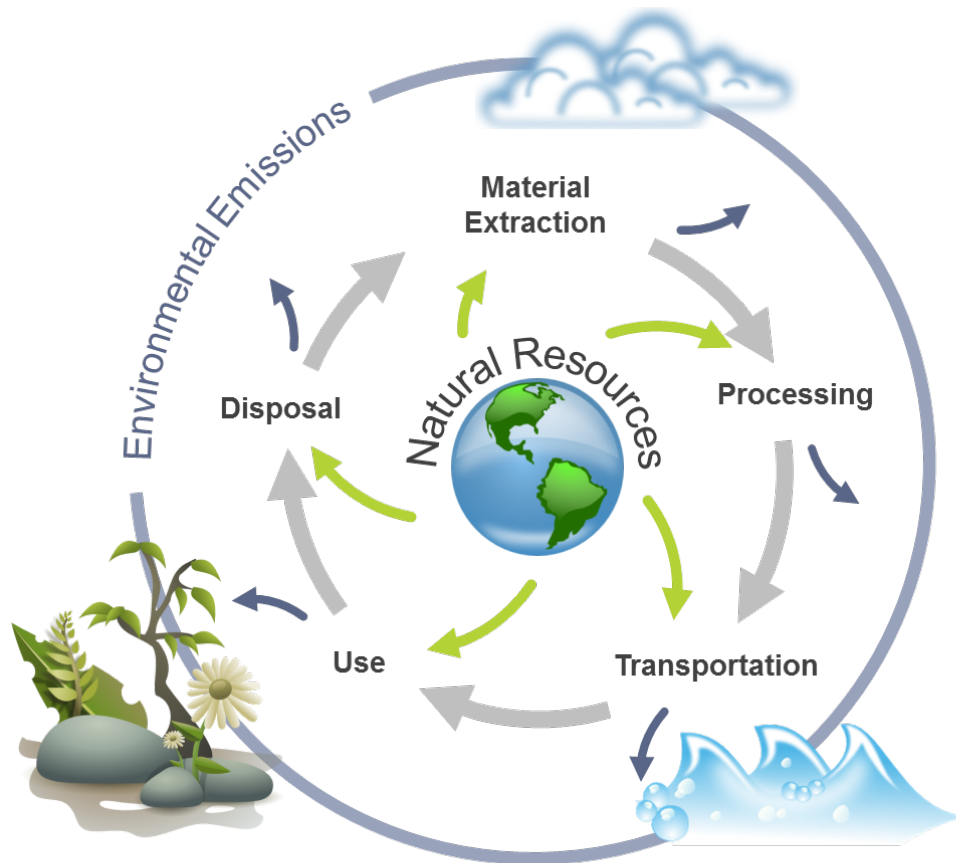 Environmental Emissions
Material
Extraction
Natural Resources
Processing
Disposal
Use
Transportation